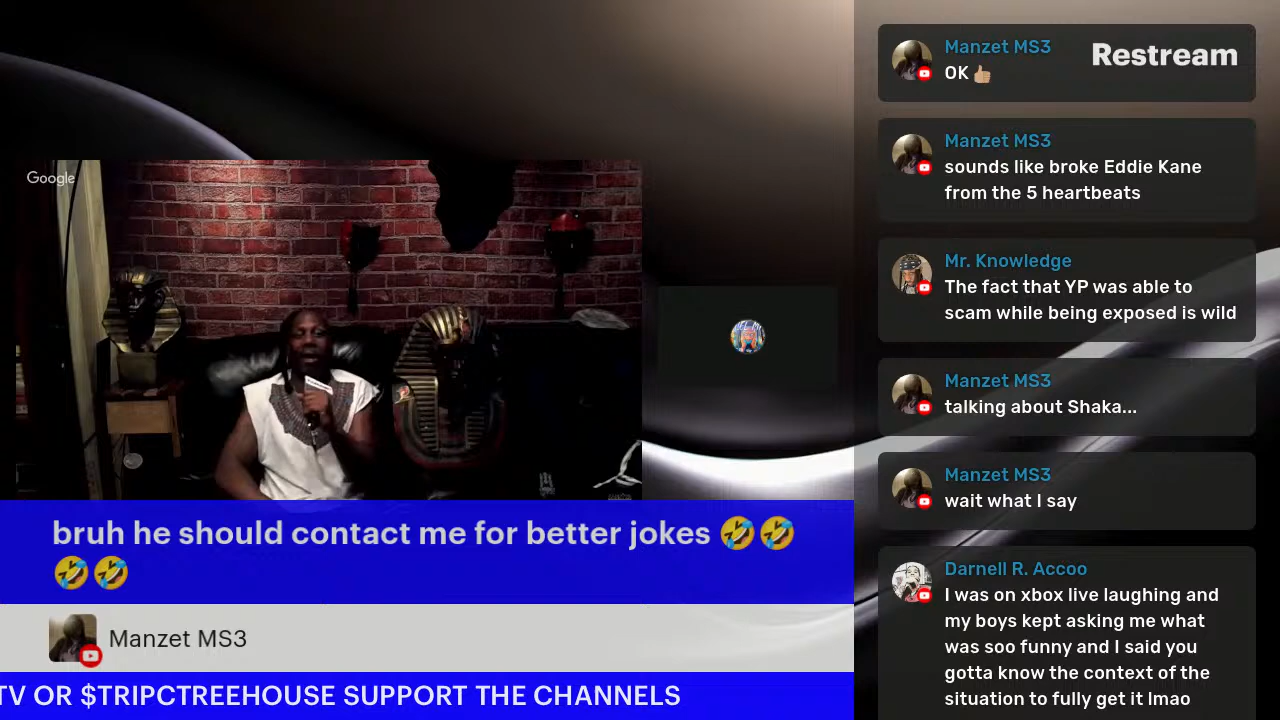 Google
bruh he should contact me for better jokes 🤣🤣
🤣🤣
Manzet MS3
TV OR $TRIPCTREEHOUSE SUPPORT THE CHANNELS
Restream
Manzet MS3
OK 👍🏽
Manzet MS3
sounds like broke Eddie Kane
from the 5 heartbeats
Mr. Knowledge
The fact that YP was able to
scam while being exposed is wild
Manzet MS3
talking about Shaka...
Manzet MS3
wait what I say
Darnell R. Accoo
I was on xbox live laughing and
my boys kept asking me what
was soo funny and I said you
gotta know the context of the
situation to fully get it lmao